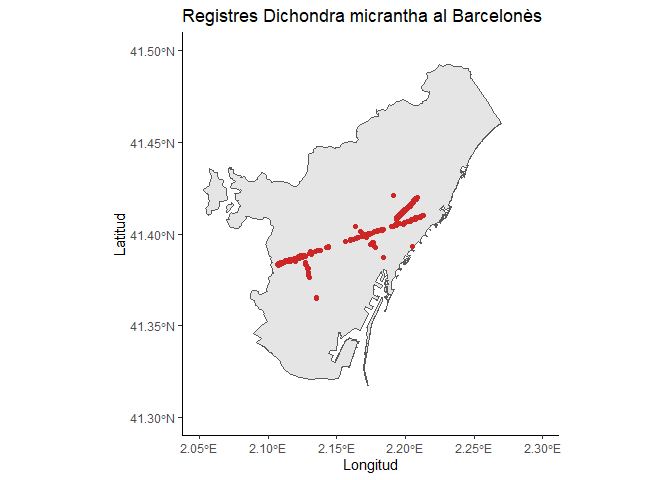 Registres Dichondra micrantha al Barcelonès
41.50°N
41.45°N
41.40°N
41.35°N
41.30°N
Latitud
2.05°E
2.10°E
2.15°E
2.20°E
2.25°E
2.30°E
Longitud